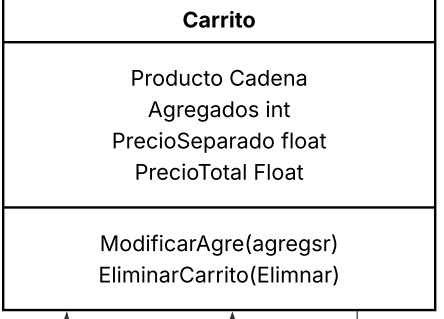 Carrito
Producto Cadena
Agregados int
PrecioSeparado float
PrecioTotal Float
ModificarAgre(agregsr)
EliminarCarrito(Elimnar)